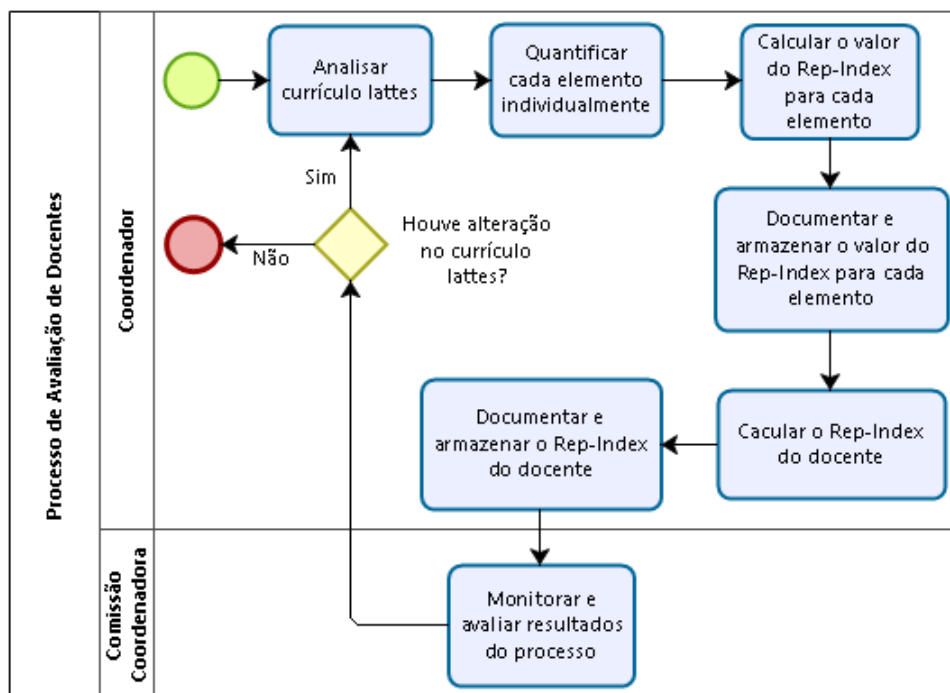 Processo de Avaliação de Docentes
Coordenador
Analisar
currículo lattes
Quantificar
cada elemento
individualmente
Calcular o valor
do Rep-Index
para cada
elemento
Sim
Não
Houve alteração
no currículo
lattes?
Documentar e
armazenar o valor do
Rep-Index para cada
elemento
Documentar e
armazenar o Rep-Index
do docente
Cacular o Rep-Index
do docente
Comissão
Coordenadora
Monitorar e
avaliar resultados
do processo